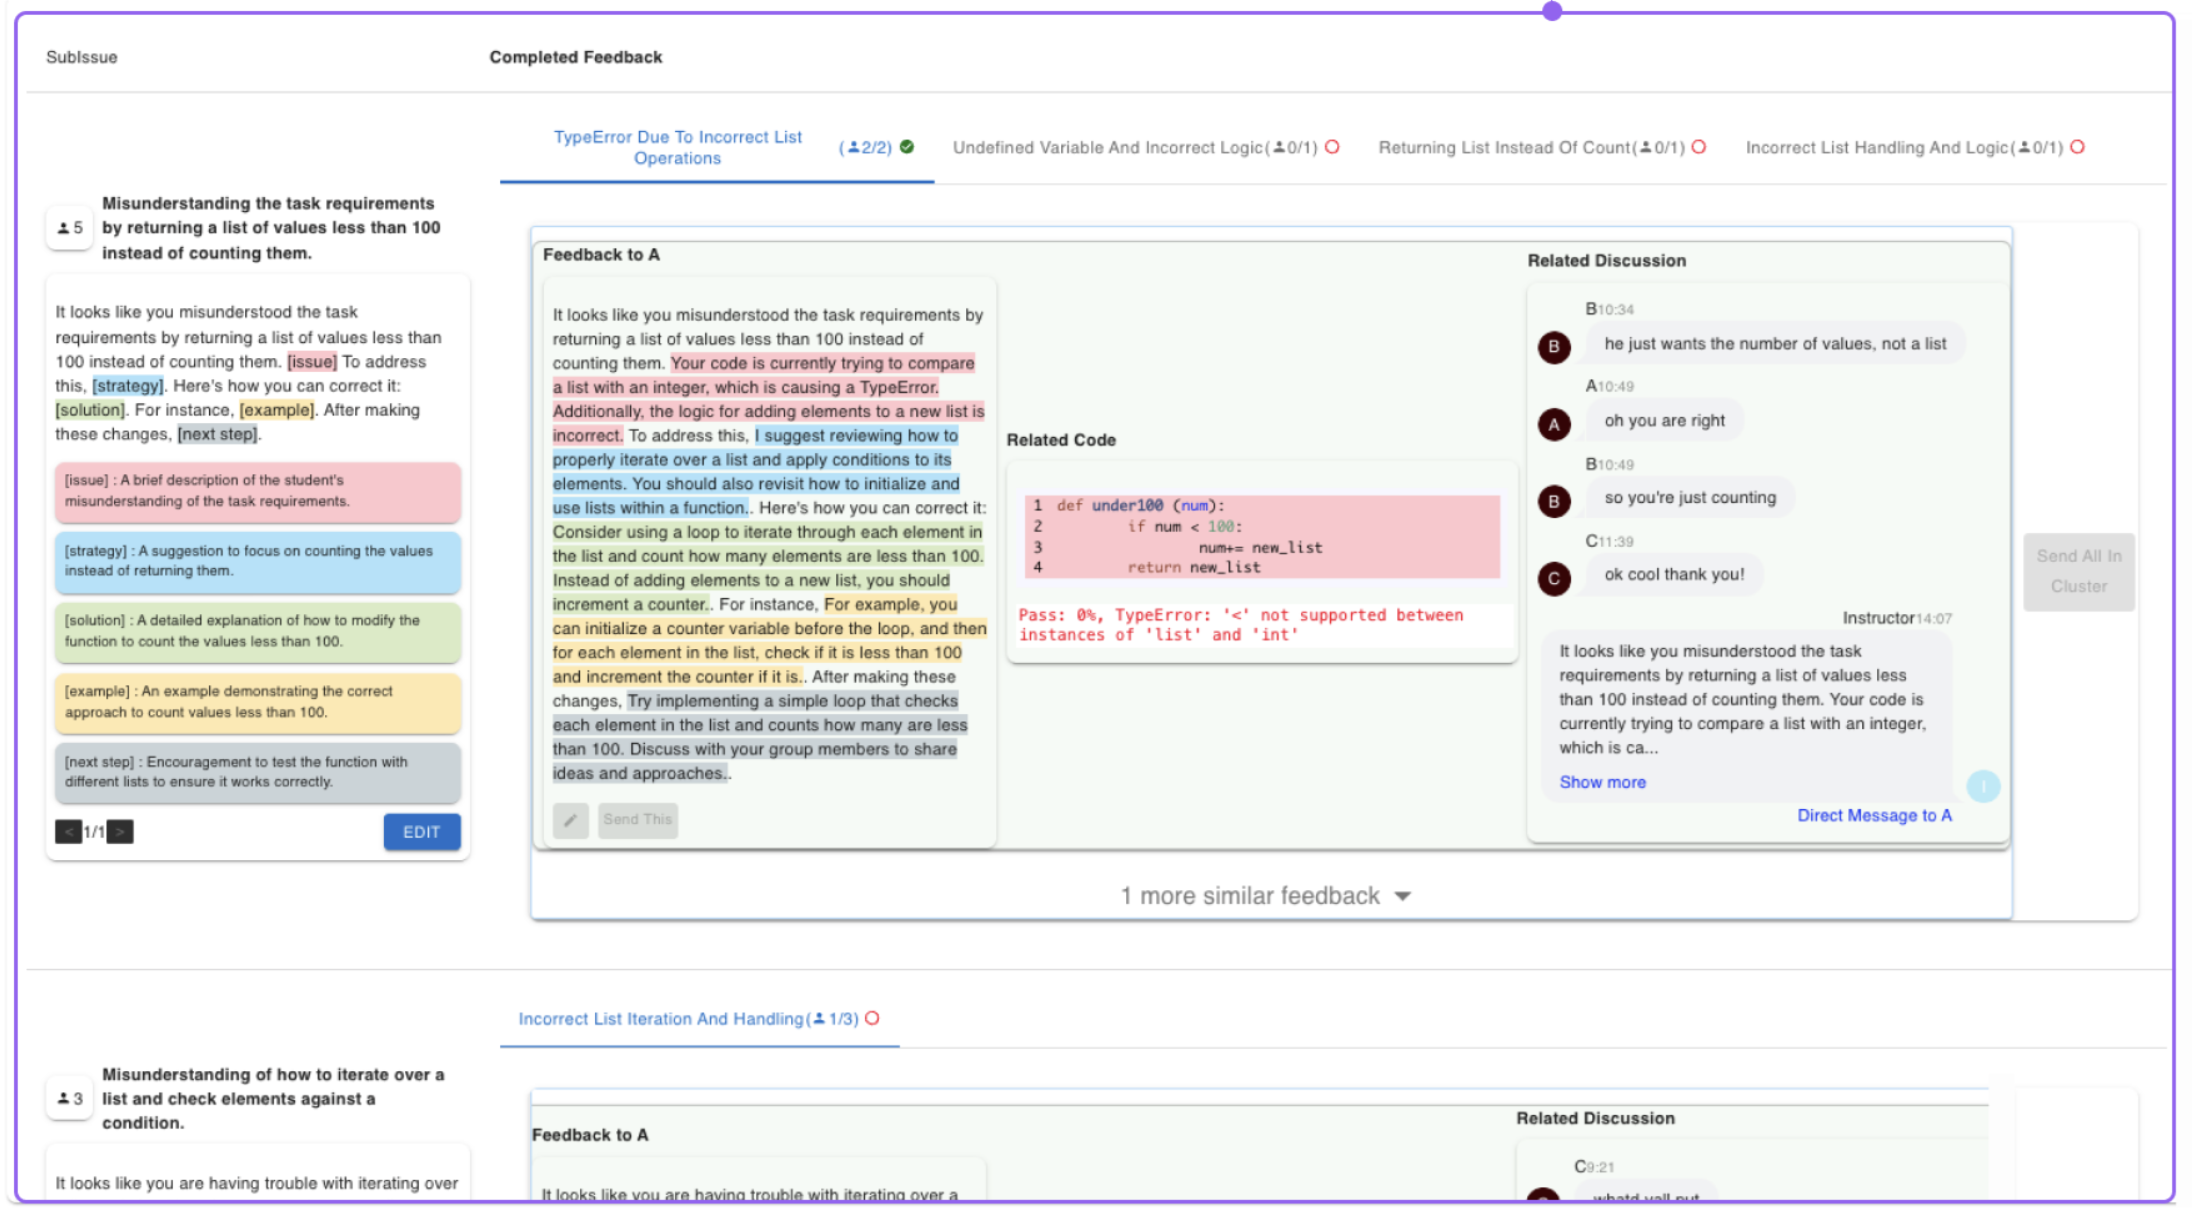 SubIssue
Completed Feedback
TypeError Due To Incorrect List
Operations
(2/2)
Undefined Variable And Incorrect Logic(0/1)
Returning List Instead Of Count(0/1)
Incorrect List Handling And Logic(0/1)
5
Misunderstanding the task requirements
by returning a list of values less than 100
instead of counting them.
It looks like you misunderstood the task
requirements by returning a list of values less than
100 instead of counting them. [issue] To address
this, [strategy]. Here's how you can correct it:
[solution]. For instance, [example]. After making
these changes, [next step].
[issue] : A brief description of the student's
misunderstanding of the task requirements.
[strategy] : A suggestion to focus on counting the values
instead of returning them.
[solution] : A detailed explanation of how to modify the
function to count the values less than 100.
[example] : An example demonstrating the correct
approach to count values less than 100.
[next step] : Encouragement to test the function with
different lists to ensure it works correctly.
< 1/1 >
EDIT
Feedback to A
It looks like you misunderstood the task requirements by
returning a list of values less than 100 instead of
counting them. Your code is currently trying to compare
a list with an integer, which is causing a TypeError.
Additionally, the logic for adding elements to a new list is
incorrect. To address this, I suggest reviewing how to
properly iterate over a list and apply conditions to its
elements. You should also revisit how to initialize and
use lists within a function.. Here's how you can correct it:
Consider using a loop to iterate through each element in
the list and count how many elements are less than 100.
Instead of adding elements to a new list, you should
increment a counter.. For instance, For example, you
can initialize a counter variable before the loop, and then
for each element in the list, check if it is less than 100
and increment the counter if it is.. After making these
changes, Try implementing a simple loop that checks
each element in the list and counts how many are less
than 100. Discuss with your group members to share
ideas and approaches..
Send This
Related Code
1 def under100 (num):
2 if num < 100:
3 num+= new_list
4 return new_list
Pass: 0%, TypeError: '<' not supported between
instances of 'list' and 'int'
Related Discussion
B10:34
B
he just wants the number of values, not a list
A10:49
A
oh you are right
B10:49
B
so you're just counting
C11:39
C
ok cool thank you!
Instructor14:07
It looks like you misunderstood the task
requirements by returning a list of values less
than 100 instead of counting them. Your code is
currently trying to compare a list with an integer,
which is ca...
Show more
I
Direct Message to A
Send All In
Cluster
1 more similar feedback
Incorrect List Iteration And Handling(1/3)
3
Misunderstanding of how to iterate over a
list and check elements against a
condition.
It looks like you are having trouble with iterating over
Feedback to A
It looks like you are having trouble with iterating over a
Related Discussion
C9:21
whatd yall put